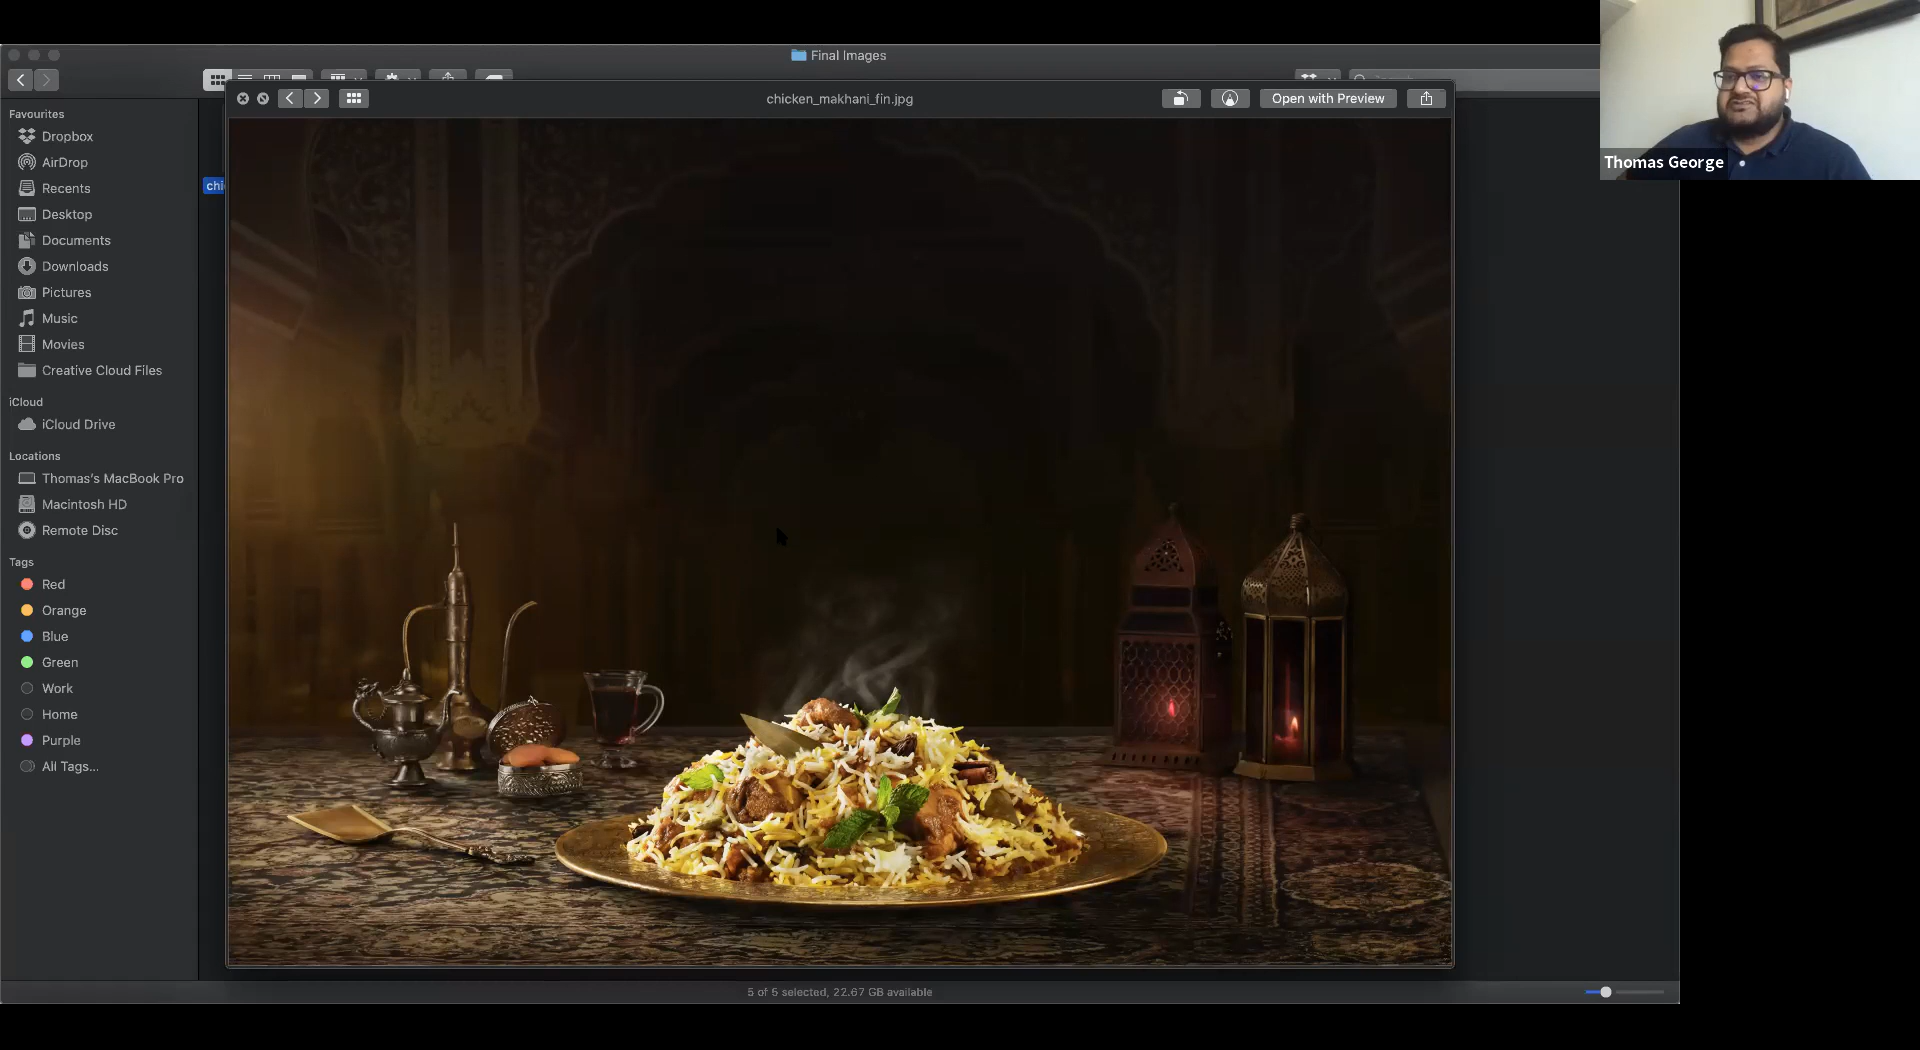 Final Images
Search
chicken_makhani_fin.jpg
Open with Preview
Thomas George
Favourites
Dropbox
AirDrop
Recents
Desktop
Documents
Downloads
Pictures
Music
Movies
Creative Cloud Files
iCloud
iCloud Drive
Locations
Thomas's MacBook Pro
Macintosh HD
Remote Disc
Tags
Red
Orange
Blue
Green
Work
Home
Purple
All Tags...
chi
5 of 5 selected, 22.67 GB available